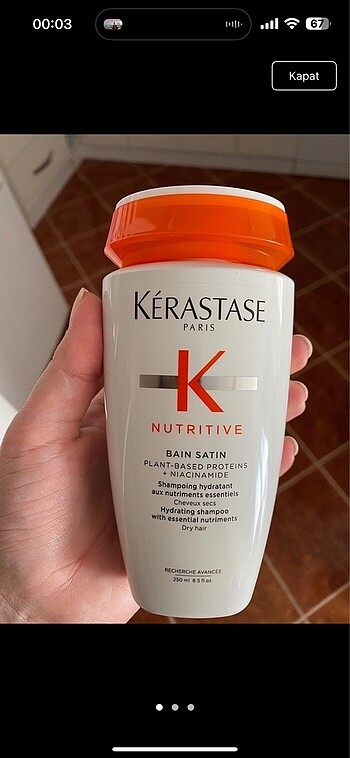 00:03
67
Kapat
KÉRASTASE
PARIS
K
NUTRITIVE
BAIN SATIN
PLANT-BASED PROTEINS
+ NIACINAMIDE
Shampoing hydratant
aux nutriments essentiels
Cheveux secs
Hydrating shampoo
with essential nutriments
Dry hair
RECHERCHE AVANCÉE
250 ml 8.5 fl.oz.